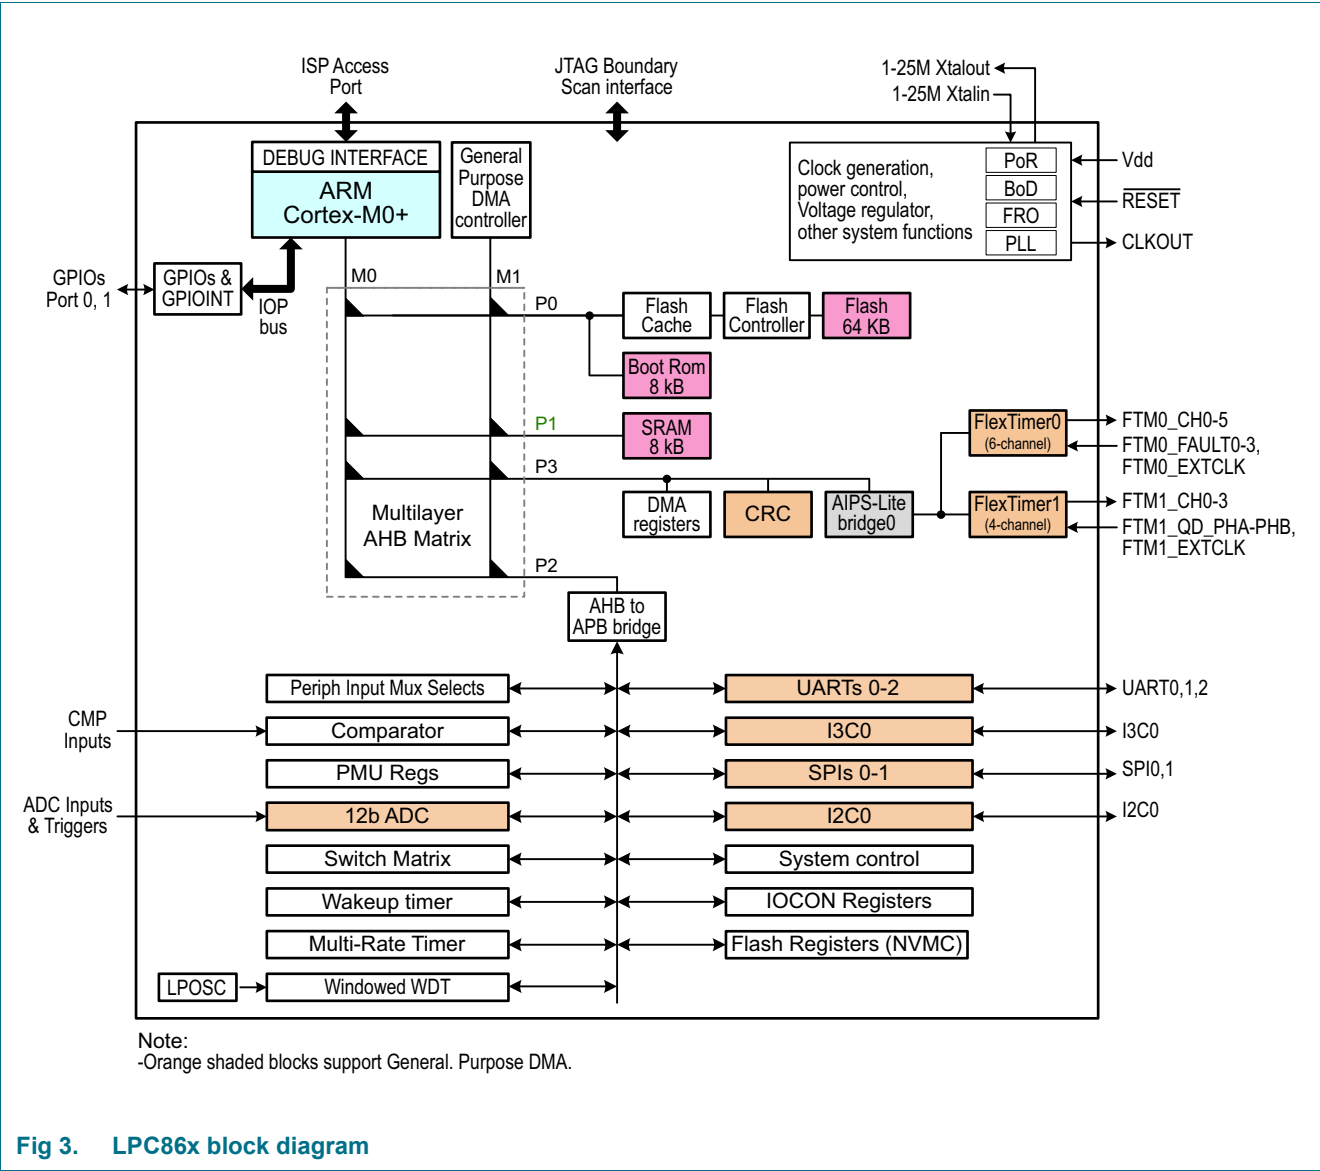 ISP Access
Port
JTAG Boundary
Scan interface
1-25M Xtalout
1-25M Xtalin
DEBUG INTERFACE
ARM
Cortex-M0+
General
Purpose
DMA
controller
Clock generation,
power control,
Voltage regulator,
other system functions
PoR
BoD
FRO
PLL
Vdd
RESET
CLKOUT
GPIOs
Port 0, 1
GPIOs &
GPIOINT
IOP
bus
M0
M1
P0
Flash
Cache
Flash
Controller
Flash
64 KB
Boot Rom
8 kB
P1
SRAM
8 kB
P3
DMA
registers
CRC
AIPS-Lite
bridge0
FlexTimer0
(6-channel)
FTM0_CH0-5
FTM0_FAULT0-3,
FTM0_EXTCLK
FlexTimer1
(4-channel)
FTM1_CH0-3
FTM1_QD_PHA-PHB,
FTM1_EXTCLK
Multilayer
AHB Matrix
P2
AHB to
APB bridge
Periph Input Mux Selects
UARTs 0-2
UART0,1,2
CMP
Inputs
Comparator
I3C0
I3C0
PMU Regs
SPIs 0-1
SPI0,1
ADC Inputs
& Triggers
12b ADC
I2C0
I2C0
Switch Matrix
System control
Wakeup timer
IOCON Registers
Multi-Rate Timer
Flash Registers (NVMC)
LPOSC
Windowed WDT
Note:
-Orange shaded blocks support General. Purpose DMA.
Fig 3. LPC86x block diagram